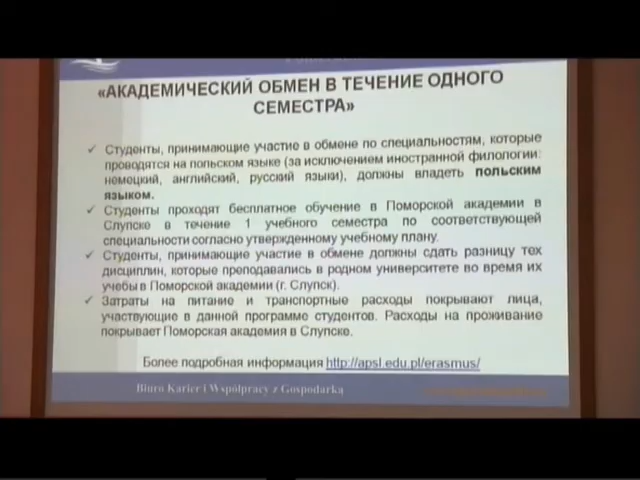 «АКАДЕМИЧЕСКИЙ ОБМЕН В ТЕЧЕНИЕ ОДНОГО
СЕМЕСТРА»
✓ Студенты, принимающие участие в обмене по специальностям, которые
проводятся на польском языке (за исключением иностранной филологии:
немецкий, английский, русский языки), должны владеть польским
языком.
✓ Студенты проходят бесплатное обучение в Поморской академии в
Слупске в течение 1 учебного семестра по соответствующей
специальности согласно утвержденному учебному плану.
✓ Студенты, принимающие участие в обмене должны сдать разницу тех
дисциплин, которые преподавались в родном университете во время их
учебы в Поморской академии (г. Слупск).
✓ Затраты на питание и транспортные расходы покрывают лица,
участвующие в данной программе студентов. Расходы на проживание
покрывает Поморская академия в Слупске.
Более подробная информация http://apsl.edu.pl/erasmus/
Biuro Karier i Współpracy z Gospodarką